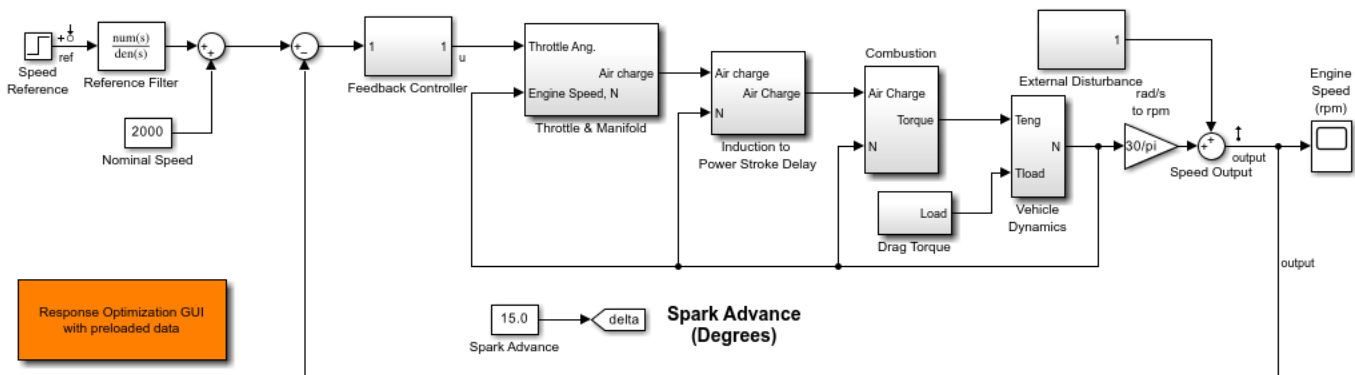 Speed
Reference
ref
num(s)
den(s)
Reference Filter
2000
Nominal Speed
1
1
Feedback Controller
u
Throttle Ang.
Air charge
Engine Speed, N
Throttle & Manifold
Air charge
Air Charge
N
Induction to
Power Stroke Delay
Combustion
Air Charge
Torque
N
Load
Drag Torque
1
External Disturbance
Teng
N
Tload
Vehicle
Dynamics
rad/s
to rpm
30/pi
Speed Output
output
Engine
Speed
(rpm)
output
Response Optimization GUI
with preloaded data
15.0
Spark Advance
delta
Spark Advance
(Degrees)